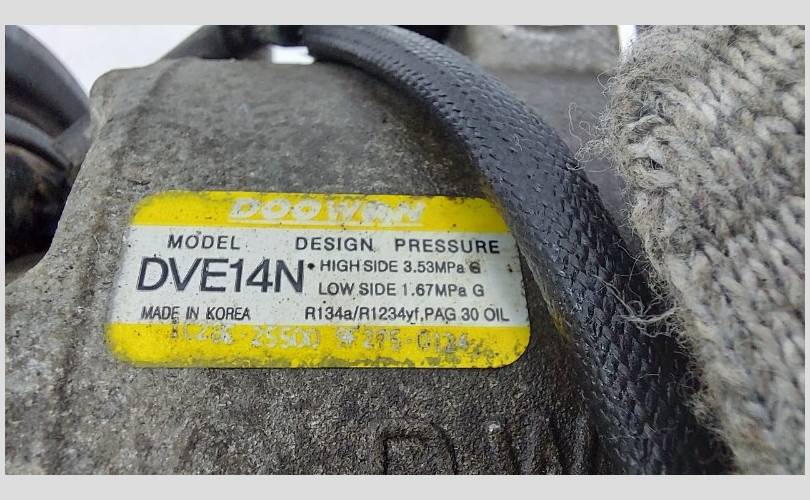 DOOWON
MODEL DESIGN PRESSURE
DVE14N • HIGH SIDE 3.53MPa G
LOW SIDE 1.67MPa G
MADE IN KOREA R134a/R1234yf, PAG 30 OIL
DW